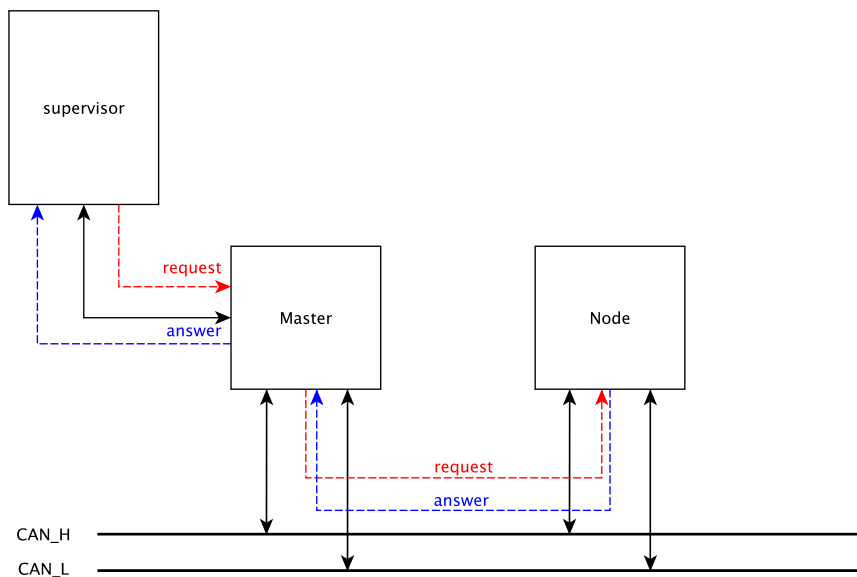 supervisor
request
answer
Master
Node
request
answer
CAN_H
CAN_L